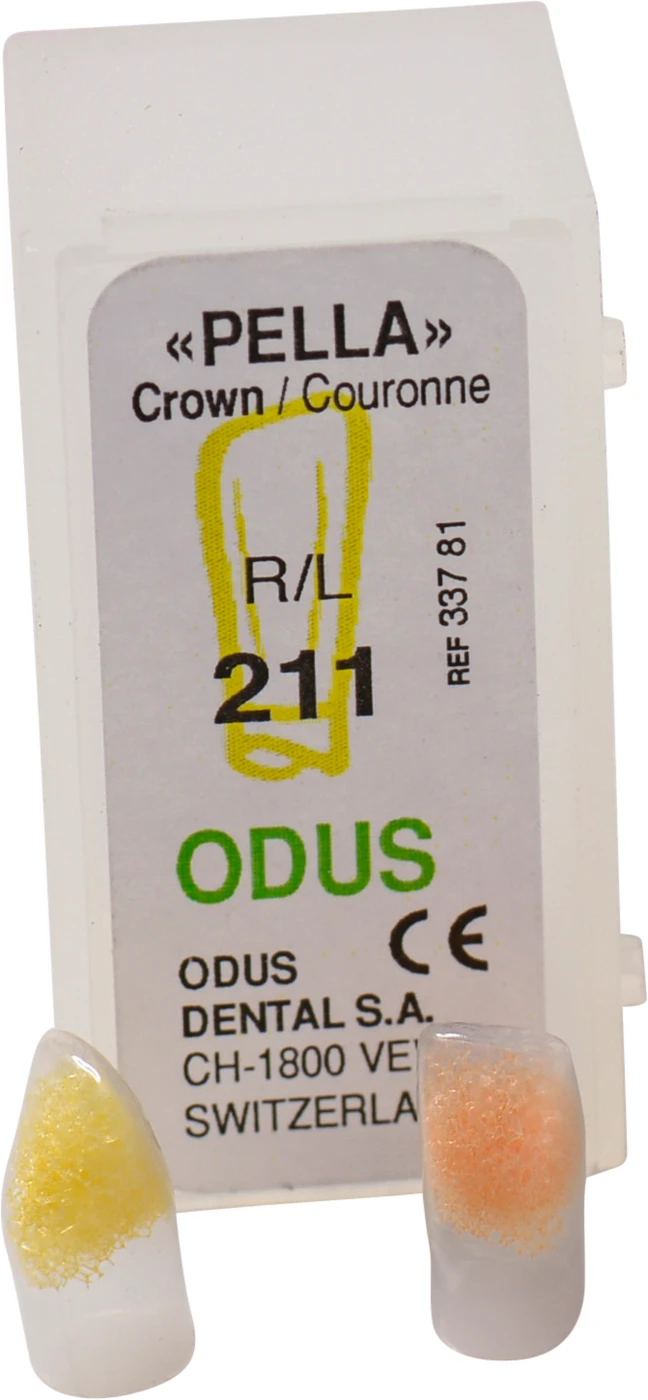 «PELLA»
Crown / Couronne
R/L
211
REF 337 81
ODUS
CE
ODUS
DENTAL S.A.
CH-1800